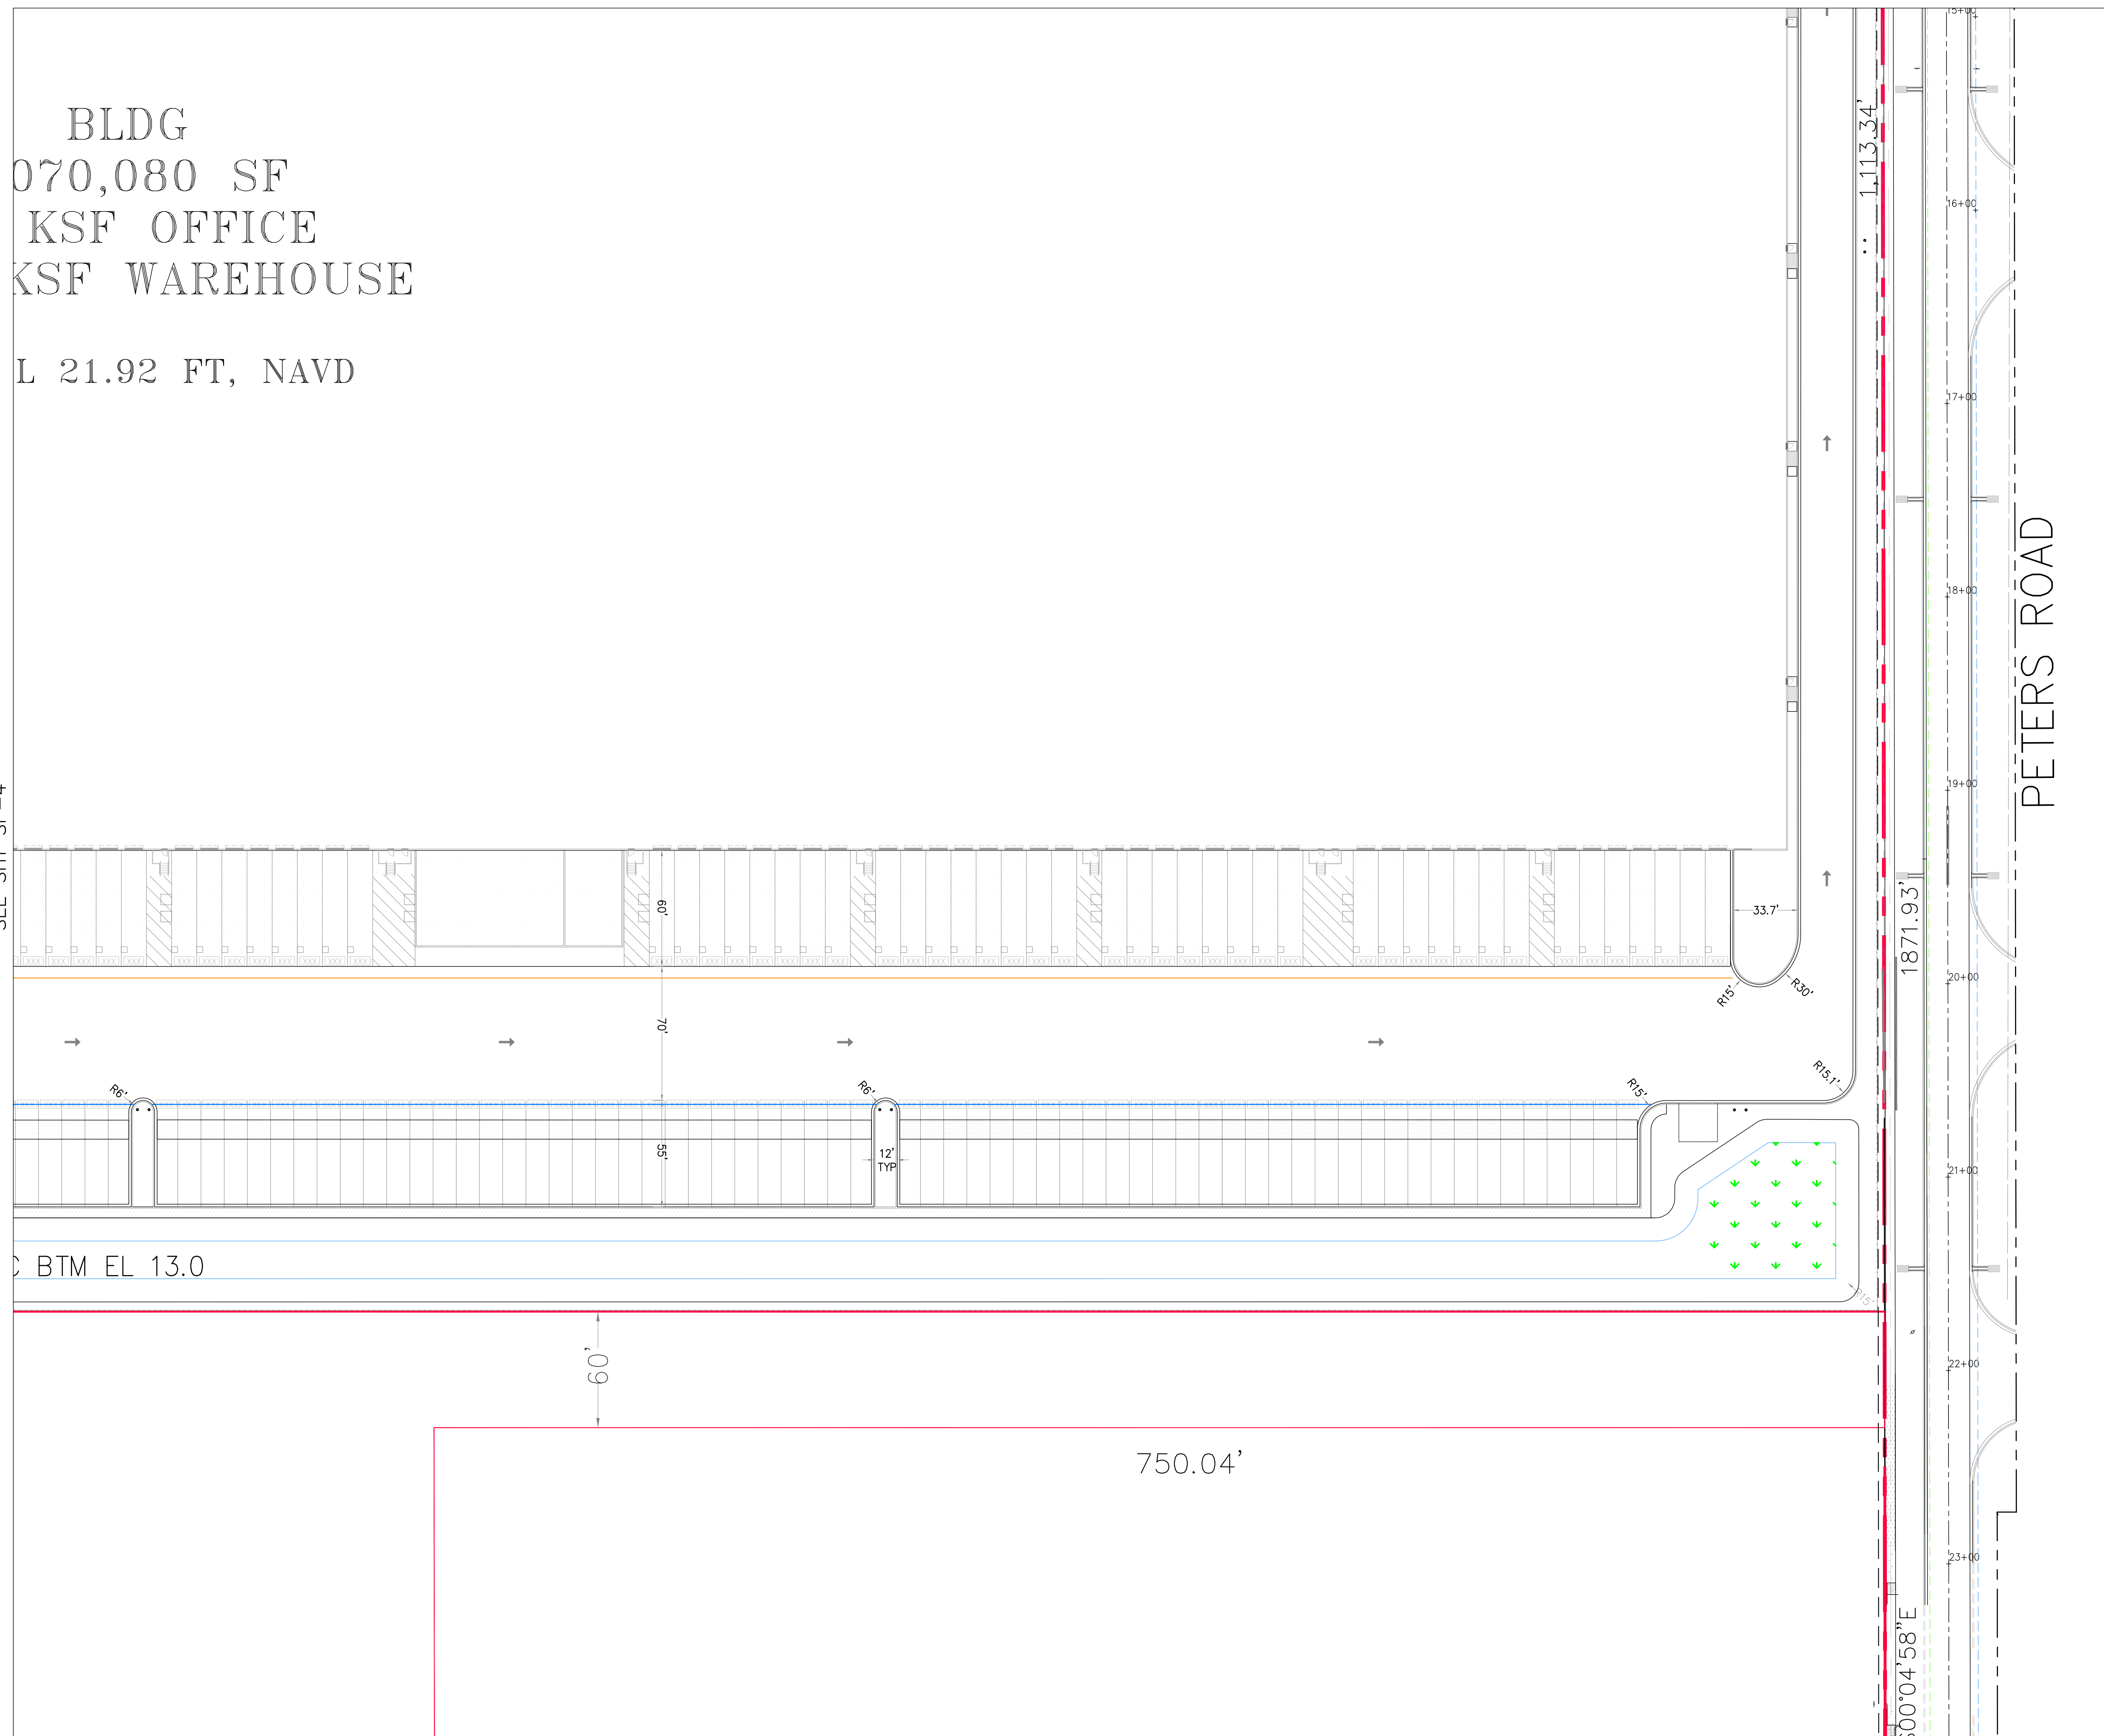 BLDG
070,080 SF
KSF OFFICE
KSF WAREHOUSE
L 21.92 FT, NAVD
1,113.34'
15+00
16+00
17+00
18+00
19+00
20+00
21+00
22+00
23+00
PETERS ROAD
1871.93'
60'
70'
55'
33.7'
R15'
R30'
R6'
R6'
R15'
R15.1'
12'
TYP
R15'
C BTM EL 13.0
60'
750.04'
00°04'58"E